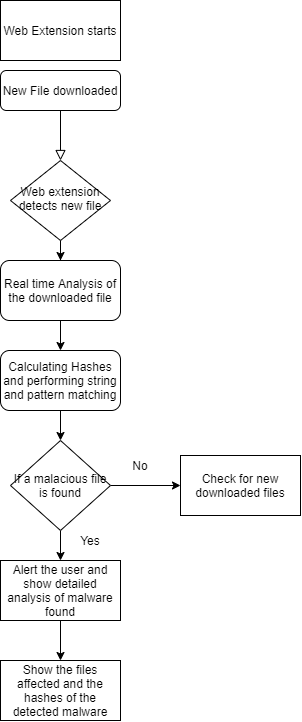 Web Extension starts
New File downloaded
Web extension
detects new file
Real time Analysis of
the downloaded file
Calculating Hashes
and performing string
and pattern matching
If a malacious file
is found
No
Check for new
downloaded files
Yes
Alert the user and
show detailed
analysis of malware
found
Show the files
affected and the
hashes of the
detected malware